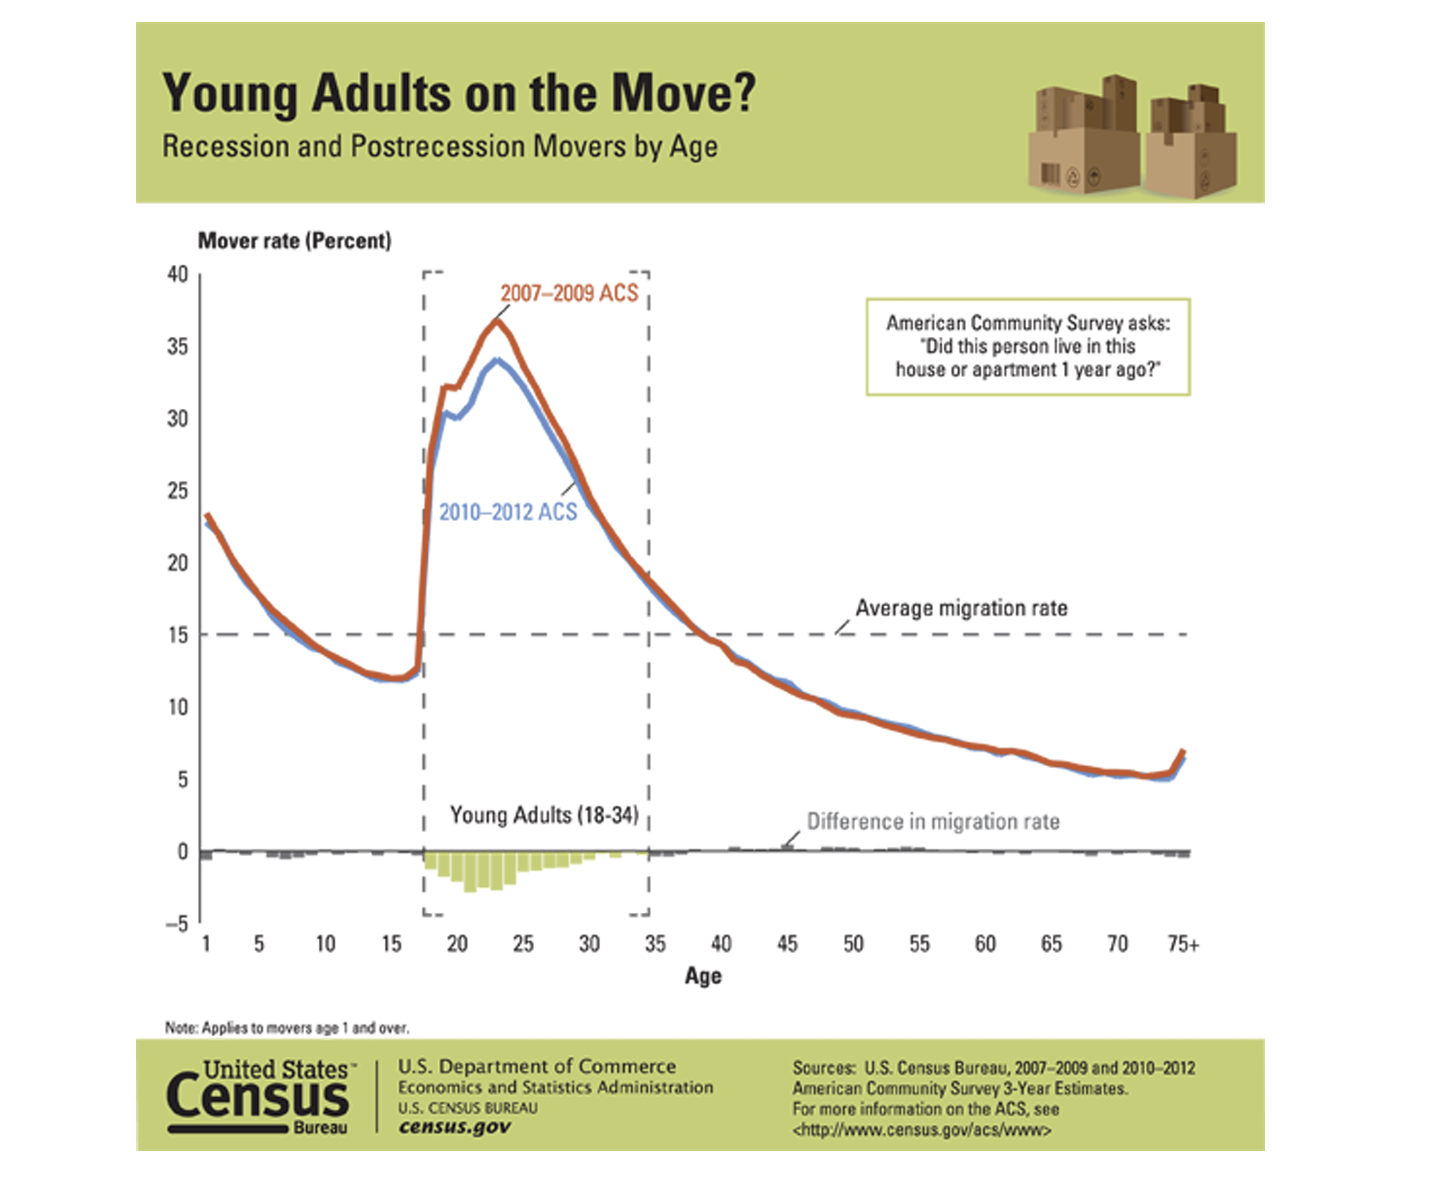 Young Adults on the Move?
Recession and Postrecession Movers by Age
Mover rate (Percent)
40
35
30
25
20
15
10
5
0
–5
2007–2009 ACS
2010–2012 ACS
American Community Survey asks:
"Did this person live in this
house or apartment 1 year ago?"
Average migration rate
Young Adults (18-34)
Difference in migration rate
1 5 10 15 20 25 30 35 40 45 50 55 60 65 70 75+
Age
Note: Applies to movers age 1 and over.
United States™
Census
Bureau
U.S. Department of Commerce
Economics and Statistics Administration
U.S. CENSUS BUREAU
census.gov
Sources: U.S. Census Bureau, 2007–2009 and 2010–2012
American Community Survey 3-Year Estimates.
For more information on the ACS, see
<http://www.census.gov/acs/www>